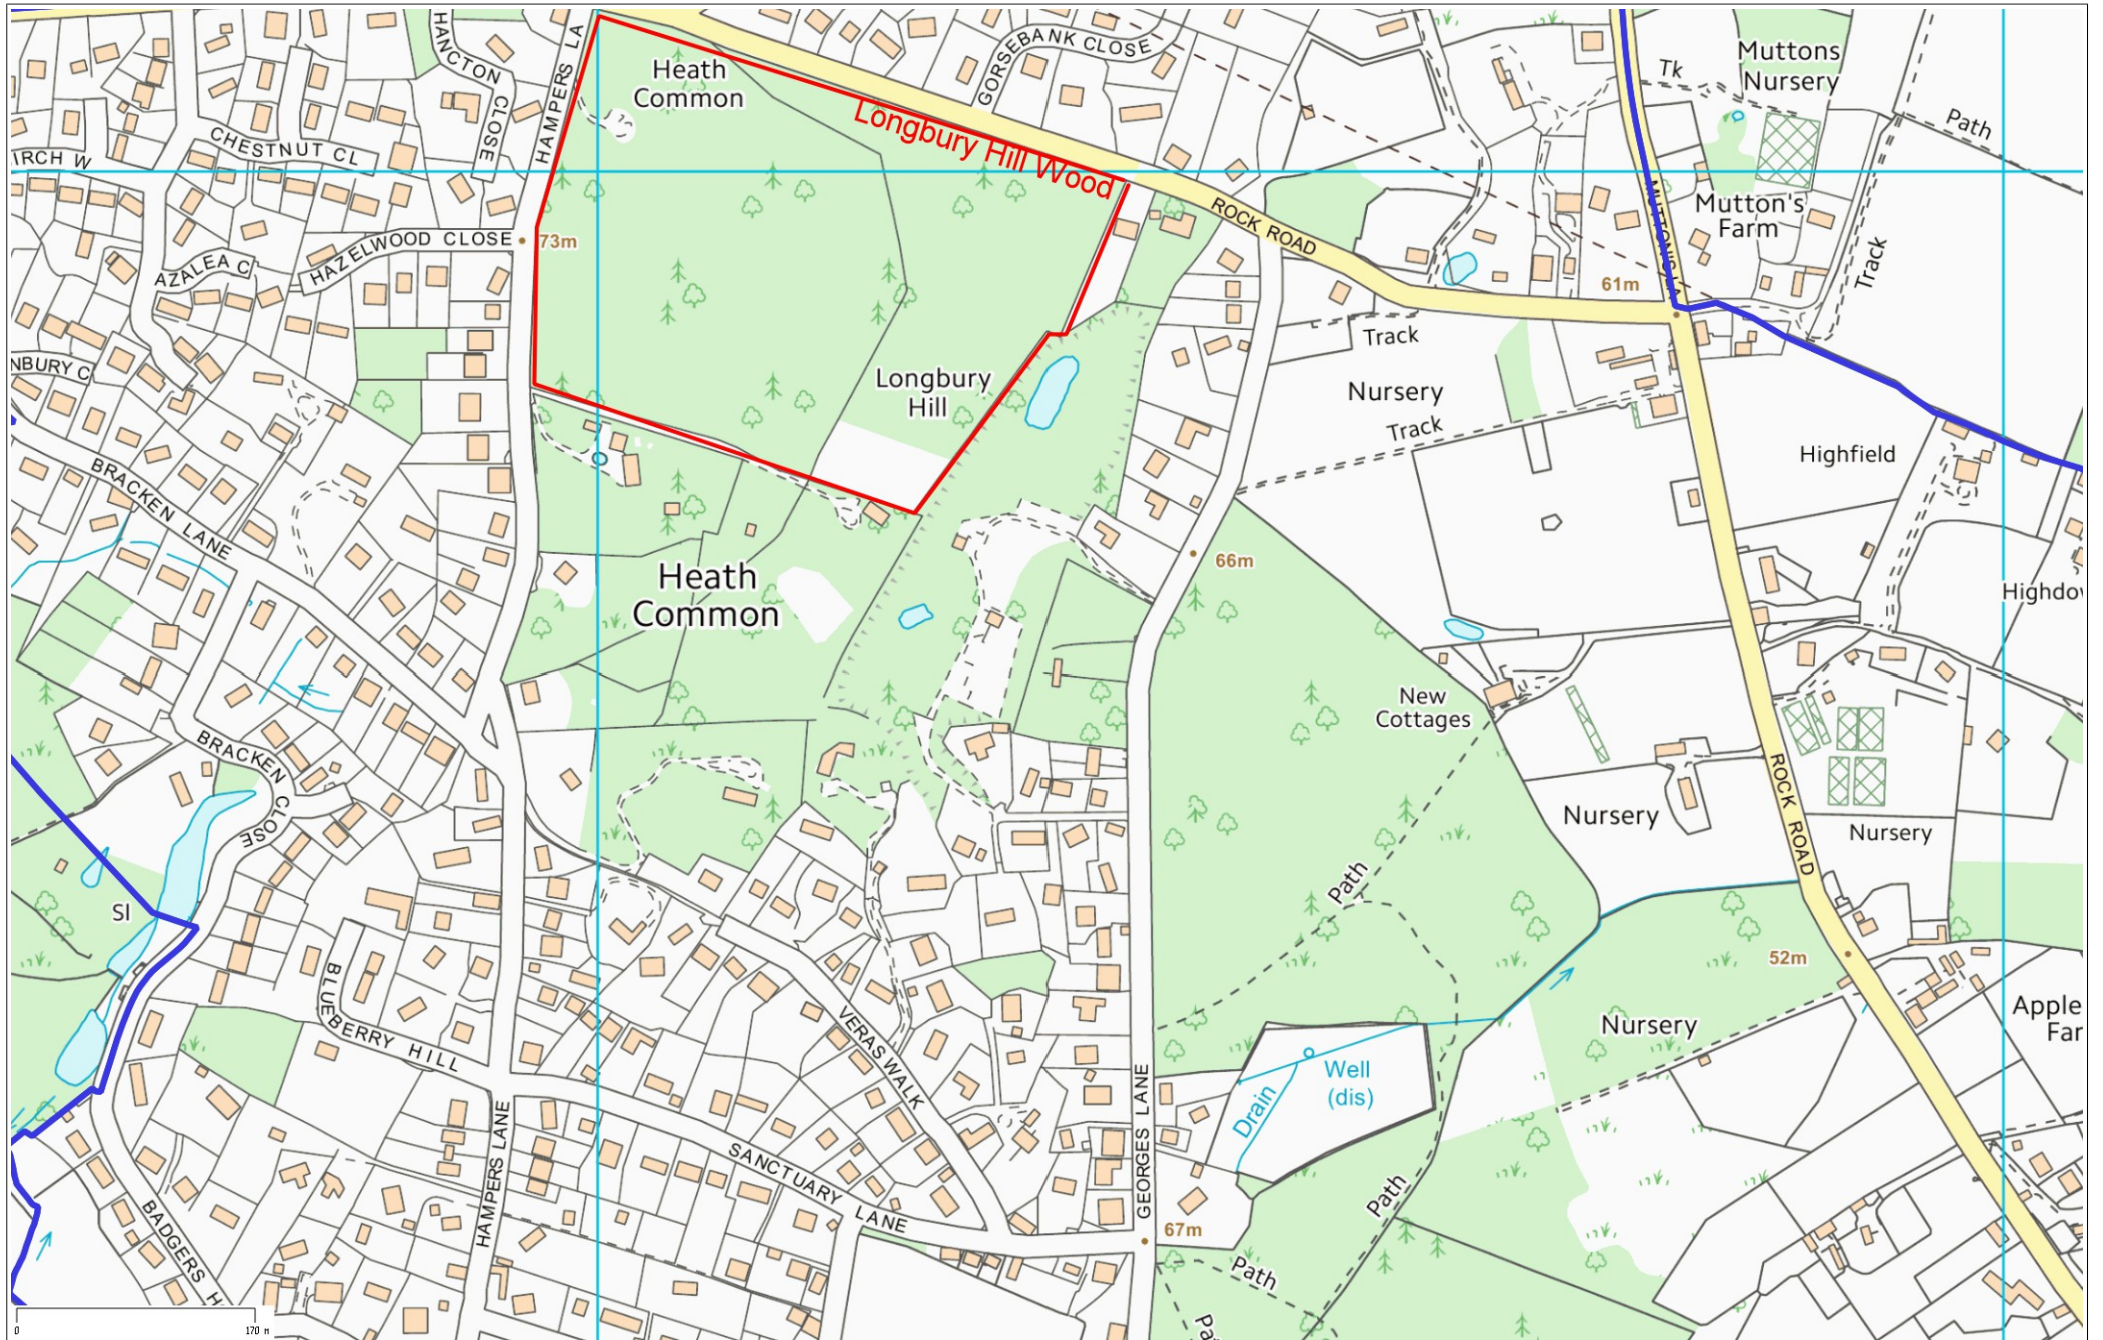 HANCTON
CLOSE
HAMPERS LA
Heath
Common
GORSEBANK CLOSE
Muttons
Nursery
Tk
Path
CHESTNUT CL
IRCH W
Longbury Hill Wood
MUTTON'S LA
Mutton's
Farm
Track
ROCK ROAD
HAZELWOOD CLOSE
73m
AZALEA C
61m
Track
NBURY C
Longbury
Hill
Nursery
Track
Highfield
BRACKEN LANE
66m
Heath
Common
Highdow
New
Cottages
BRACKEN
CLOSE
Nursery
ROCK ROAD
Nursery
Path
SI
52m
BLUEBERRY HILL
VERAS WALK
Nursery
Apple
Far
Well
(dis)
Drain
GEORGES LANE
HAMPERS LANE
SANCTUARY
LANE
Path
BADGERS H
67m
Path
Pa
0
170 m